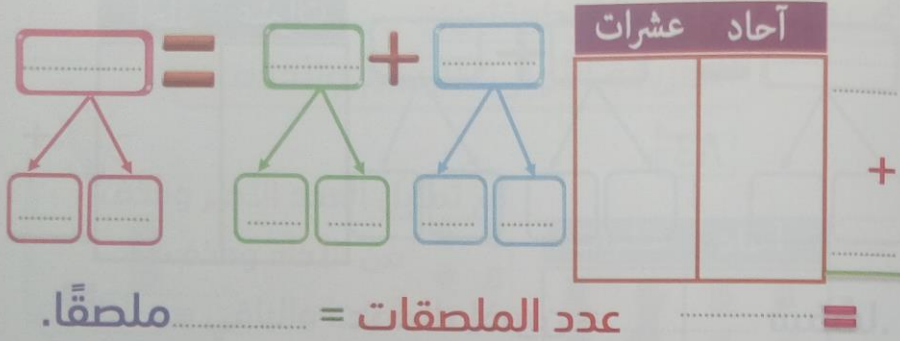 آحاد عشرات
............ + ............ = ............
+
= ............
عدد الملصقات = ............ ملصقًا.